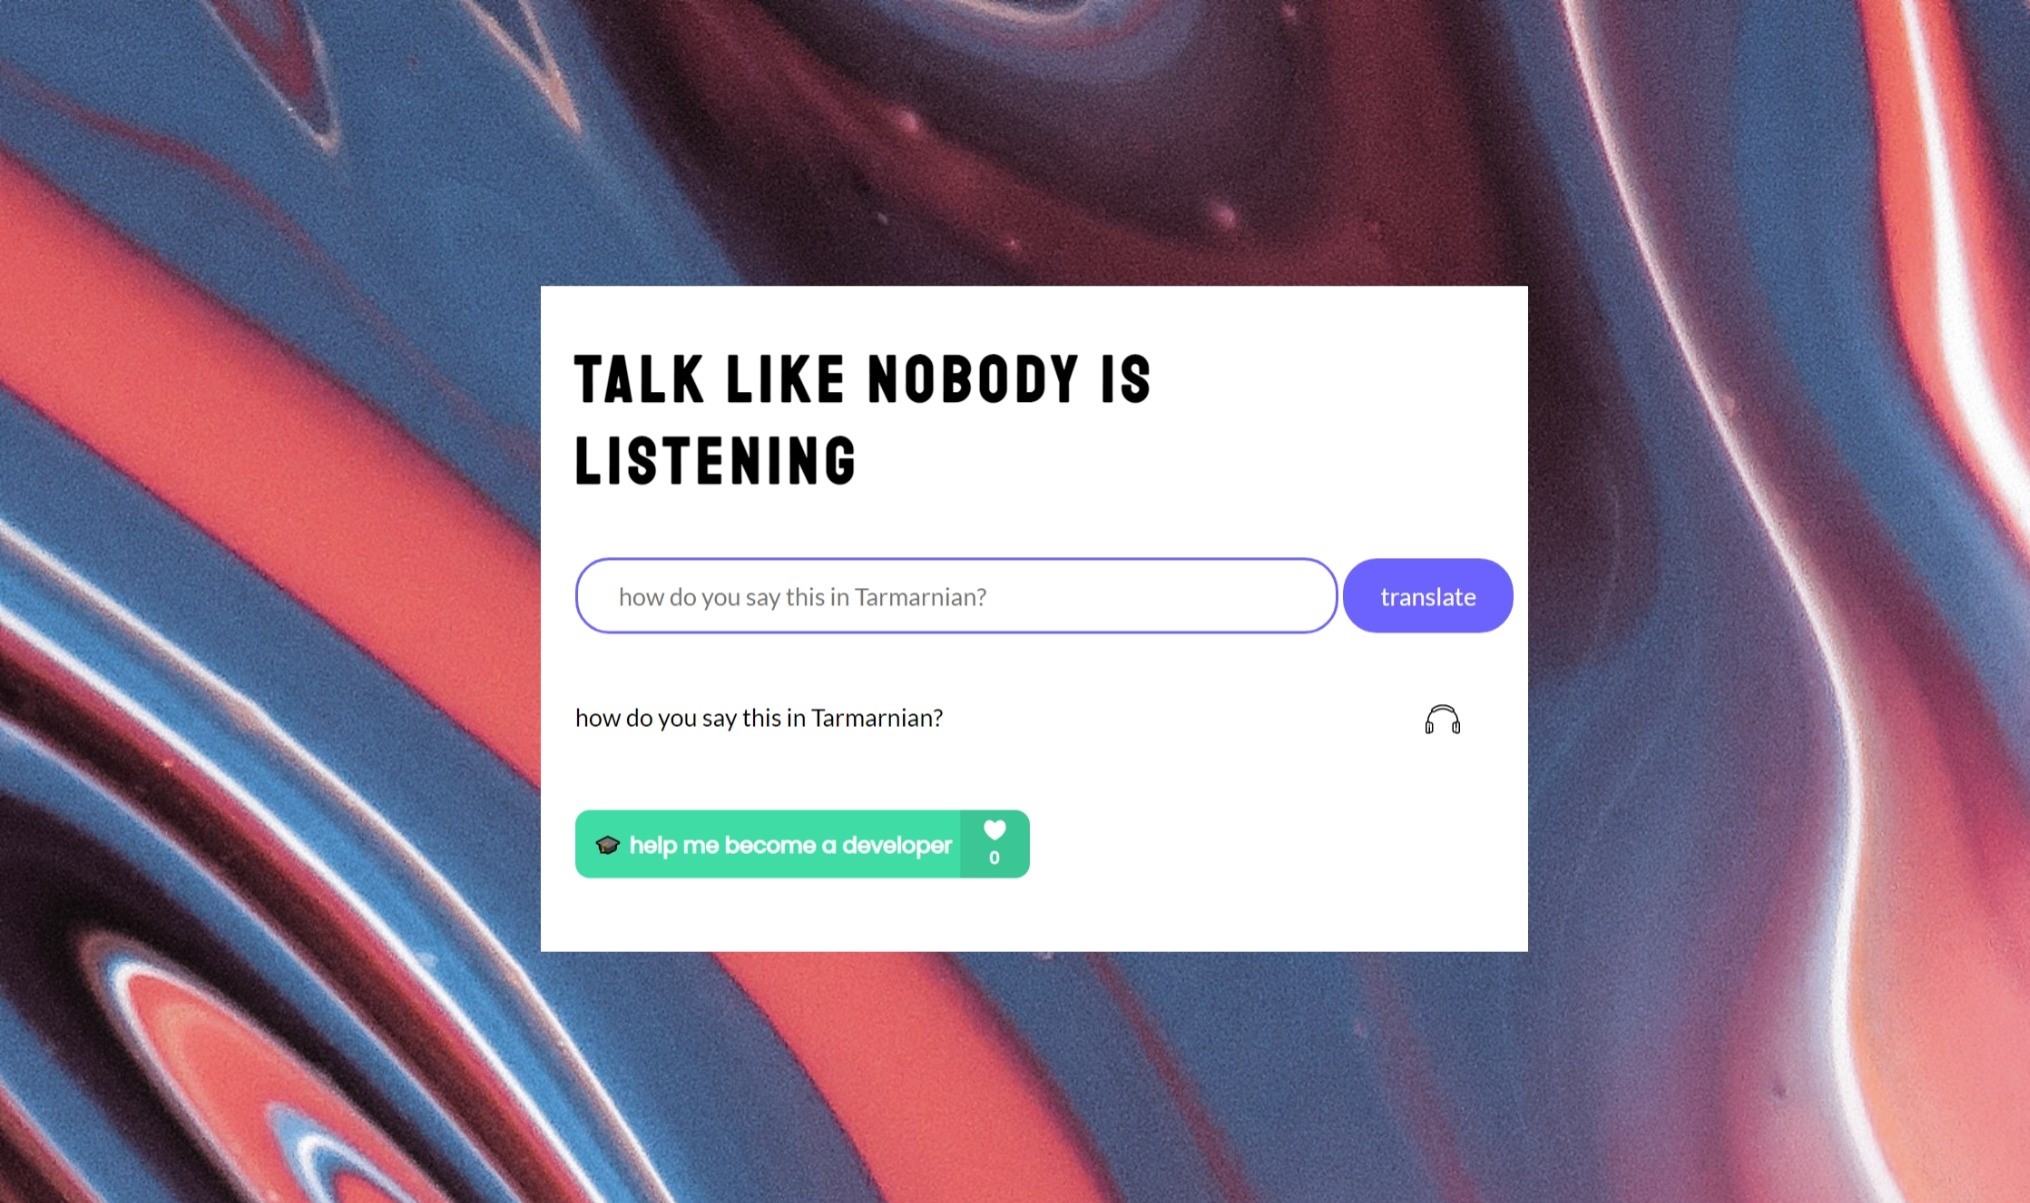 TALK LIKE NOBODY IS
LISTENING
how do you say this in Tarmarnian?
translate
how do you say this in Tarmarnian?
🎓 help me become a developer
0